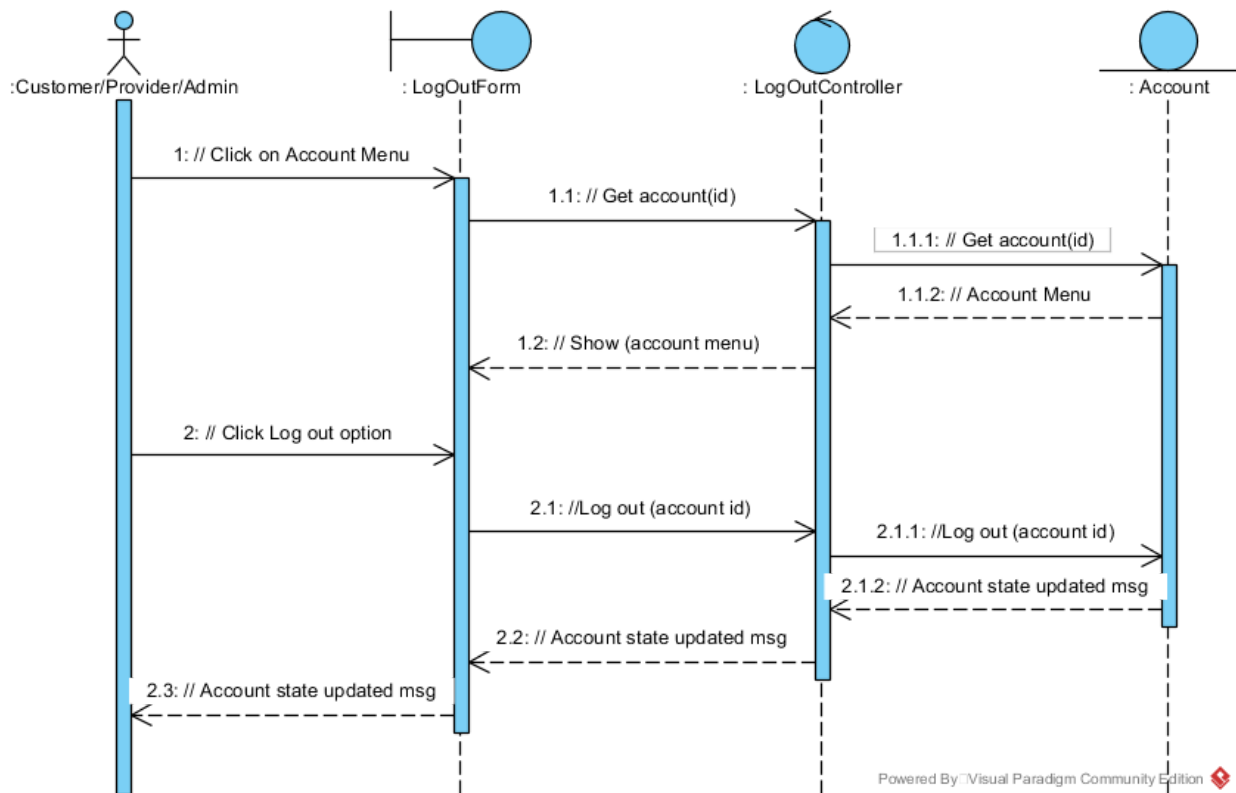 :Customer/Provider/Admin
: LogOutForm
: LogOutController
: Account
1: // Click on Account Menu
1.1: // Get account(id)
1.1.1: // Get account(id)
1.1.2: // Account Menu
1.2: // Show (account menu)
2: // Click Log out option
2.1: //Log out (account id)
2.1.1: //Log out (account id)
2.1.2: // Account state updated msg
2.2: // Account state updated msg
2.3: // Account state updated msg
Powered By Visual Paradigm Community Edition